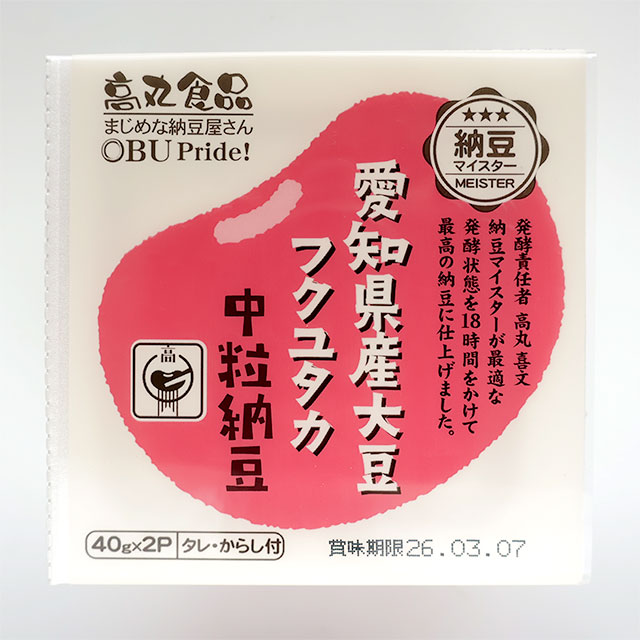 高丸食品
まじめな納豆屋さん
OBU Pride!
★★★
納豆
マイスター
MEISTER
愛知県産大豆
フクユタカ
中粒納豆
発酵責任者 高丸 喜文
納豆マイスターが最適な
発酵状態を18時間をかけて
最高の納豆に仕上げました。
高
40g×2P タレ・からし付
賞味期限26.03.07